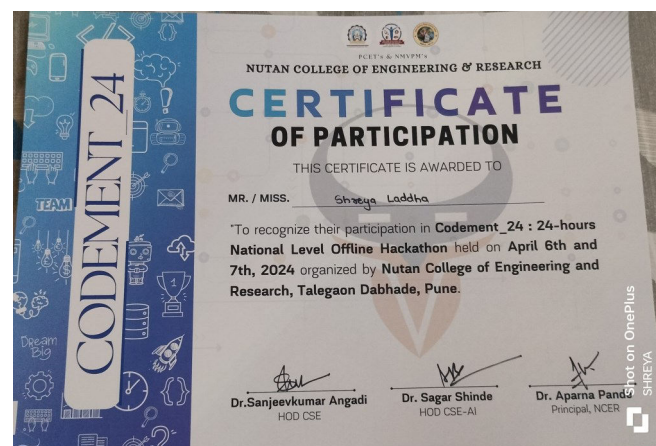 CODEMENT_24
TEAM
1
Dream
Big
PCET's & NMVPM's
NUTAN COLLEGE OF ENGINEERING & RESEARCH
CERTIFICATE
OF PARTICIPATION
THIS CERTIFICATE IS AWARDED TO
MR. / MISS. Shreya Laddha
"To recognize their participation in Codement_24 : 24-hours
National Level Offline Hackathon held on April 6th and
7th, 2024 organized by Nutan College of Engineering and
Research, Talegaon Dabhade, Pune.
Dr.Sanjeevkumar Angadi
HOD CSE
Dr. Sagar Shinde
HOD CSE-AI
Dr. Aparna Pande
Principal, NCER
Shot on OnePlus
SHREYA